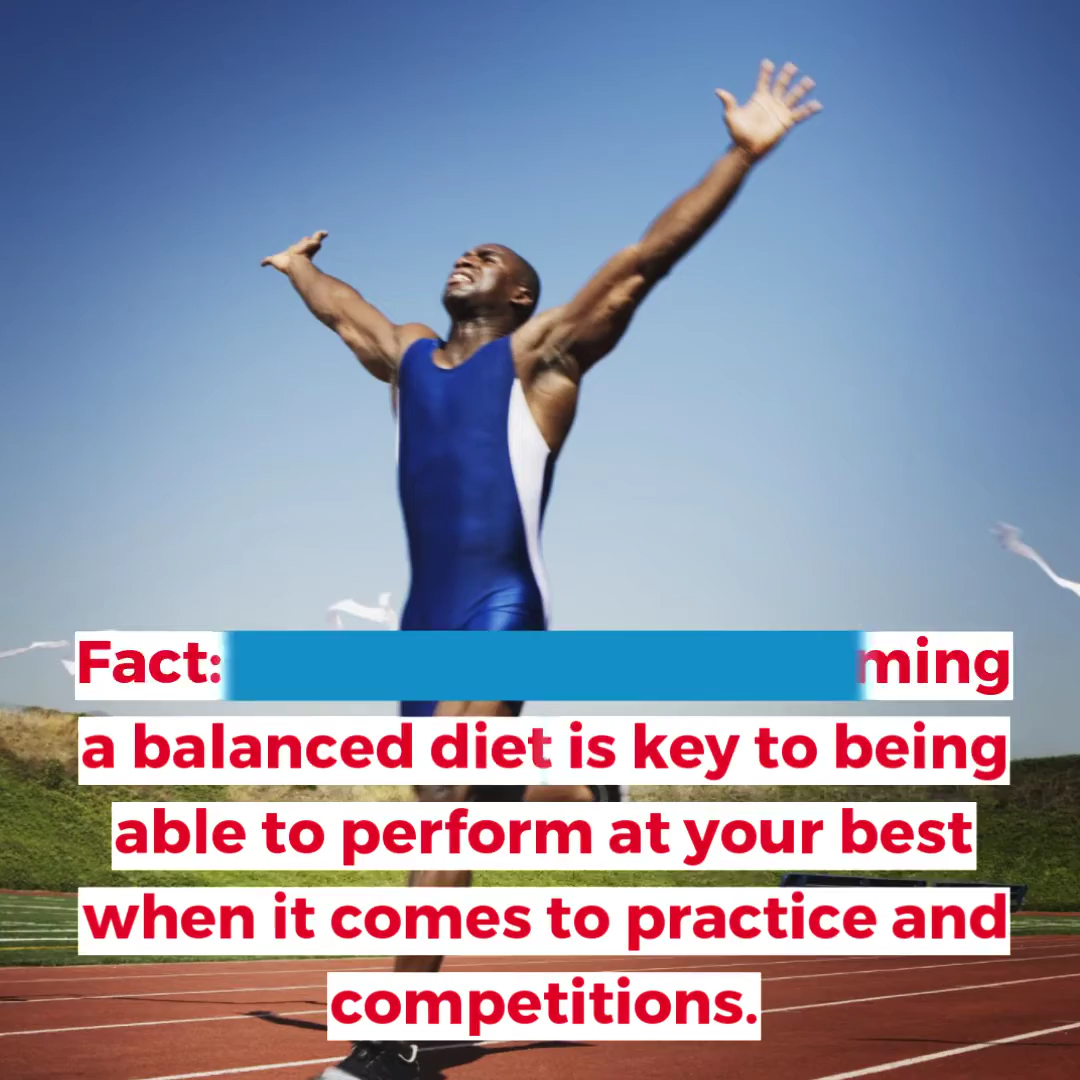 Fact: ming
a balanced diet is key to being
able to perform at your best
when it comes to practice and
competitions.